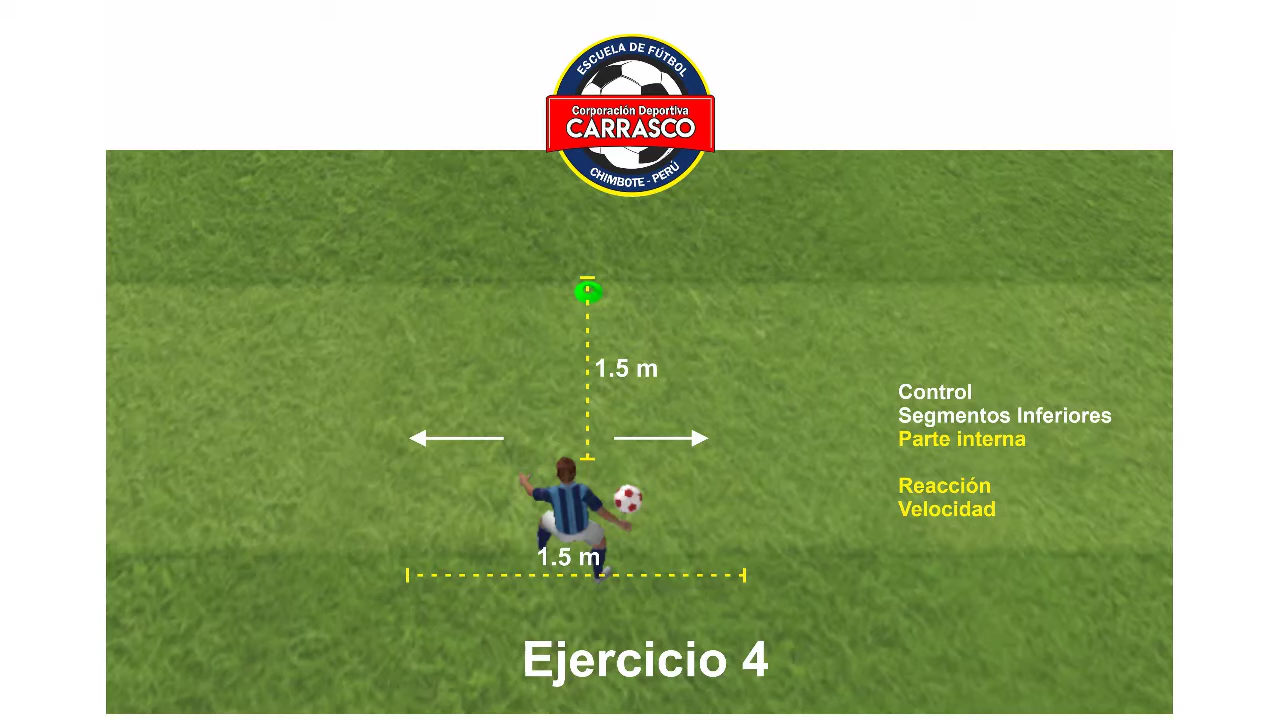 ESCUELA DE FÚTBOL
Corporación Deportiva
CARRASCO
CHIMBOTE - PERÚ
1.5 m
Control
Segmentos Inferiores
Parte interna
Reacción
Velocidad
1.5 m
Ejercicio 4